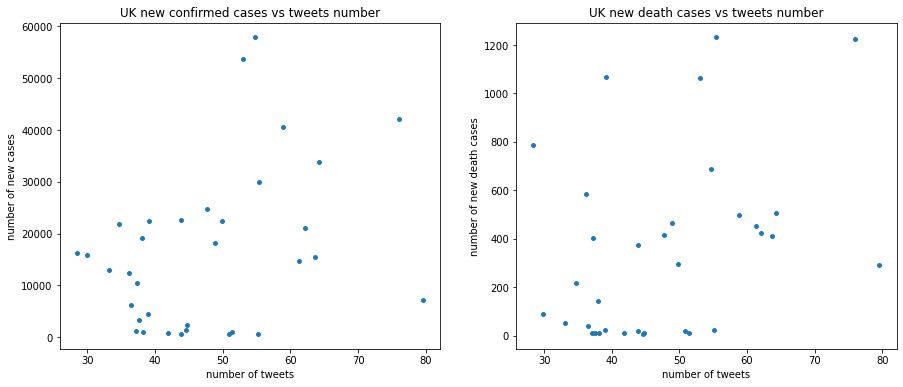 UK new confirmed cases vs tweets number
number of new cases
60000
50000
40000
30000
20000
10000
0
30 40 50 60 70 80
number of tweets
UK new death cases vs tweets number
number of new death cases
1200
1000
800
600
400
200
0
30 40 50 60 70 80
number of tweets